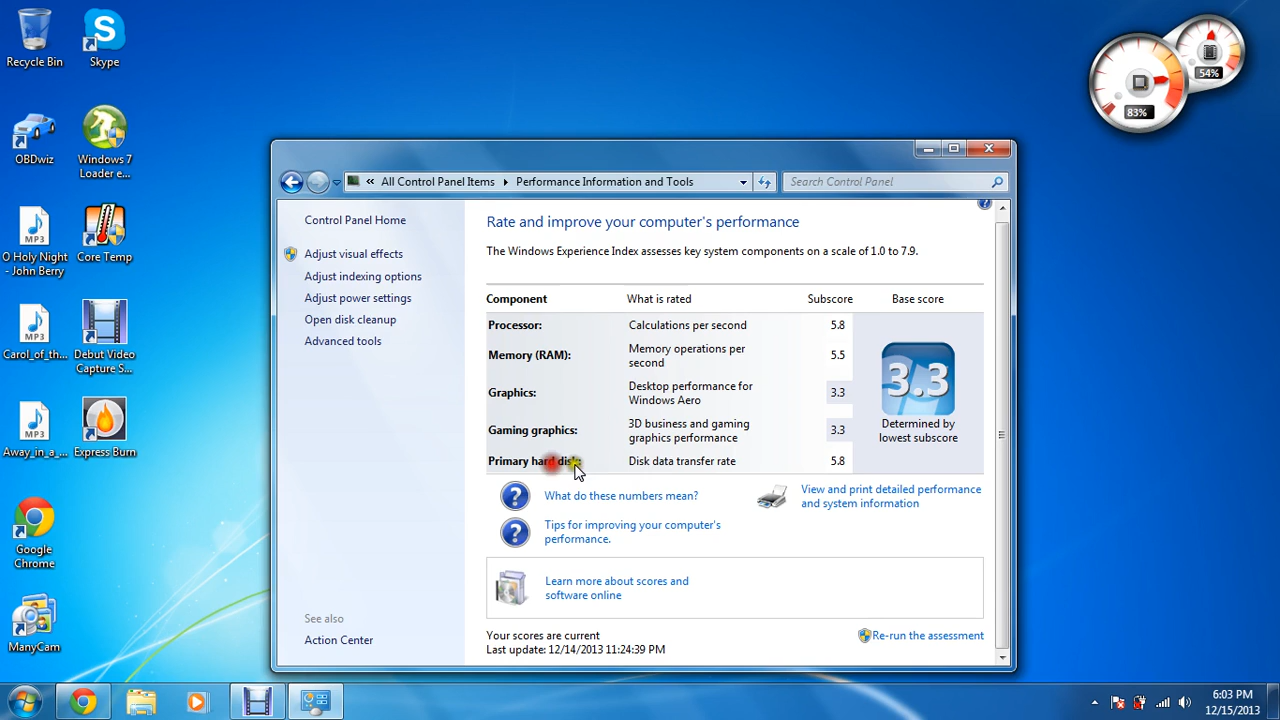 Recycle Bin
Skype
OBDwiz
Windows 7
Loader e...
MP3
O Holy Night
- John Berry
Core Temp
MP3
Carol_of_th...
Debut Video
Capture S...
MP3
Away_in_a_...
Express Burn
Google
Chrome
ManyCam
54%
83%
All Control Panel Items
Performance Information and Tools
Search Control Panel
Control Panel Home
Adjust visual effects
Adjust indexing options
Adjust power settings
Open disk cleanup
Advanced tools
See also
Action Center
Rate and improve your computer's performance
The Windows Experience Index assesses key system components on a scale of 1.0 to 7.9.
Component What is rated Subscore Base score
Processor: Calculations per second 5.8
Memory (RAM): Memory operations per
second 5.5
Graphics: Desktop performance for
Windows Aero 3.3
Gaming graphics: 3D business and gaming
graphics performance 3.3
Primary hard disk: Disk data transfer rate 5.8
3.3
Determined by
lowest subscore
What do these numbers mean?
View and print detailed performance
and system information
Tips for improving your computer's
performance.
Learn more about scores and
software online
Your scores are current
Last update: 12/14/2013 11:24:39 PM
Re-run the assessment
6:03 PM
12/15/2013